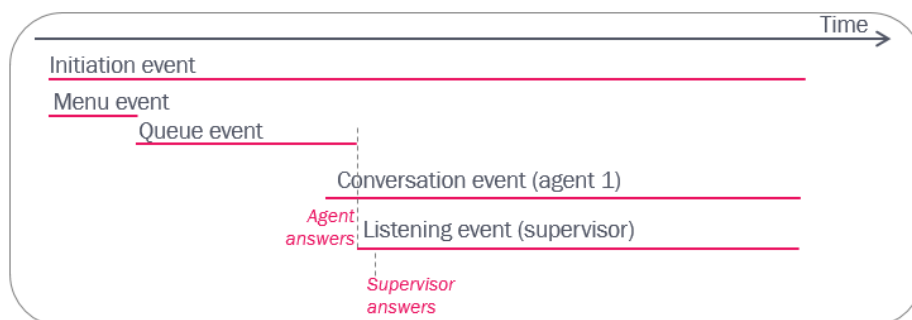 Time
Initiation event
Menu event
Queue event
Conversation event (agent 1)
Agent
answers
Listening event (supervisor)
Supervisor
answers